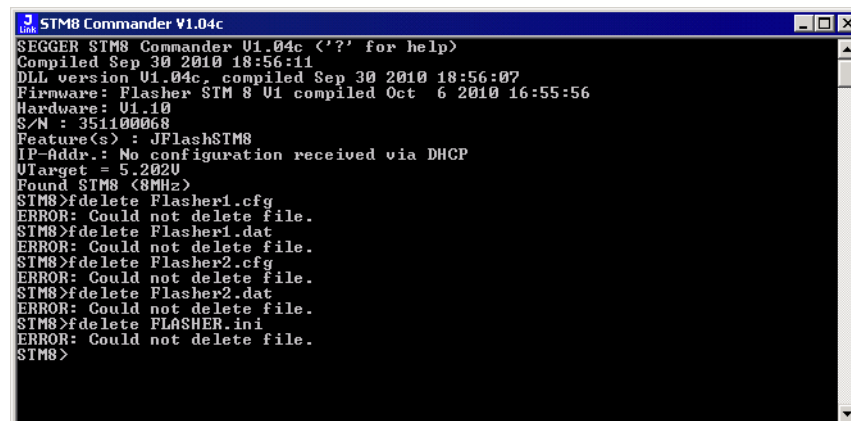 J Link STM8 Commander V1.04c
SEGGER STM8 Commander V1.04c ('?' for help)
Compiled Sep 30 2010 18:56:11
DLL version V1.04c, compiled Sep 30 2010 18:56:07
Firmware: Flasher STM 8 V1 compiled Oct  6 2010 16:55:56
Hardware: V1.10
S/N : 351100068
Feature(s) : JFlashSTM8
IP-Addr.: No configuration received via DHCP
VTarget = 5.202V
Found STM8 (8MHz)
STM8>fdelete Flasher1.cfg
ERROR: Could not delete file.
STM8>fdelete Flasher1.dat
ERROR: Could not delete file.
STM8>fdelete Flasher2.cfg
ERROR: Could not delete file.
STM8>fdelete Flasher2.dat
ERROR: Could not delete file.
STM8>fdelete FLASHER.ini
ERROR: Could not delete file.
STM8>